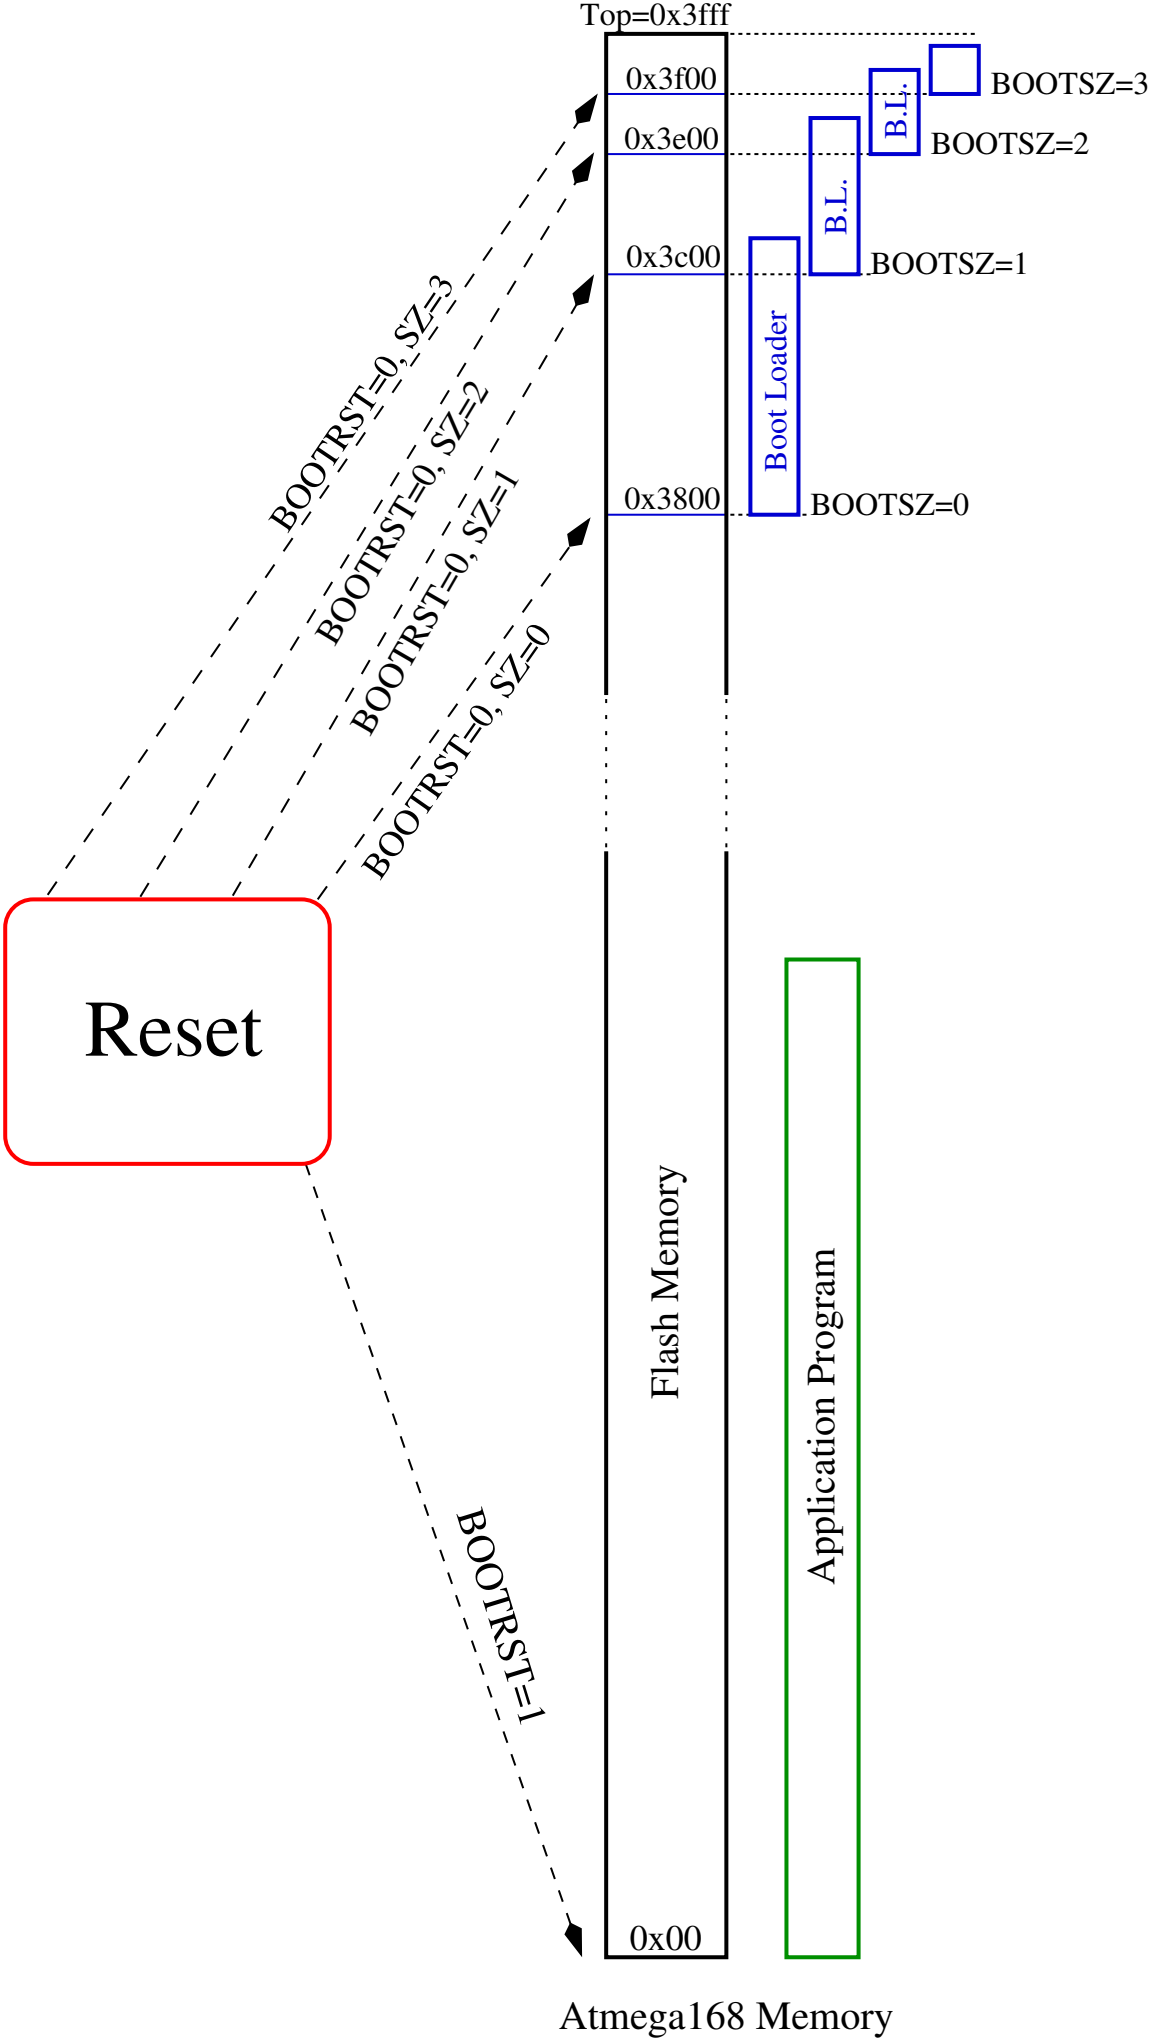 Top=0x3fff
0x3f00
BOOTSZ=3
B.L.
0x3e00
BOOTSZ=2
B.L.
0x3c00
BOOTSZ=1
Boot Loader
0x3800
BOOTSZ=0
BOOTRST=0, SZ=3
BOOTRST=0, SZ=2
BOOTRST=0, SZ=1
BOOTRST=0, SZ=0
Reset
Flash Memory
Application Program
BOOTRST=1
0x00
Atmega168 Memory